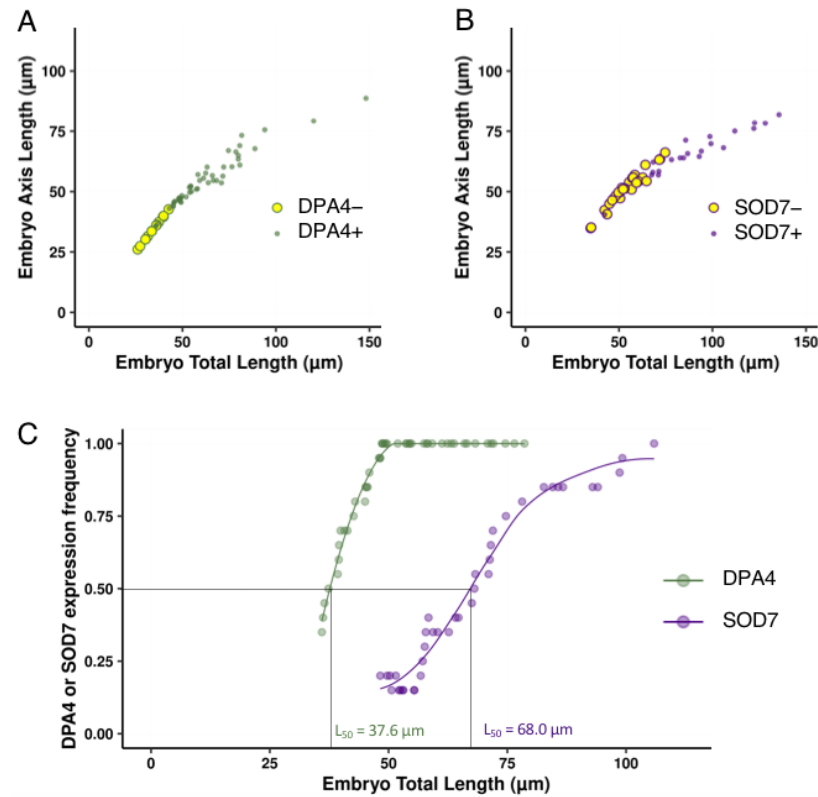 A
Embryo Axis Length (µm)
100
75
50
25
0
DPA4–
DPA4+
0 50 100 150
Embryo Total Length (µm)
B
Embryo Axis Length (µm)
100
75
50
25
0
SOD7–
SOD7+
0 50 100 150
Embryo Total Length (µm)
C
DPA4 or SOD7 expression frequency
1.00
0.75
0.50
0.25
0.00
L50 = 37.6 µm
L50 = 68.0 µm
DPA4
SOD7
0 25 50 75 100
Embryo Total Length (µm)